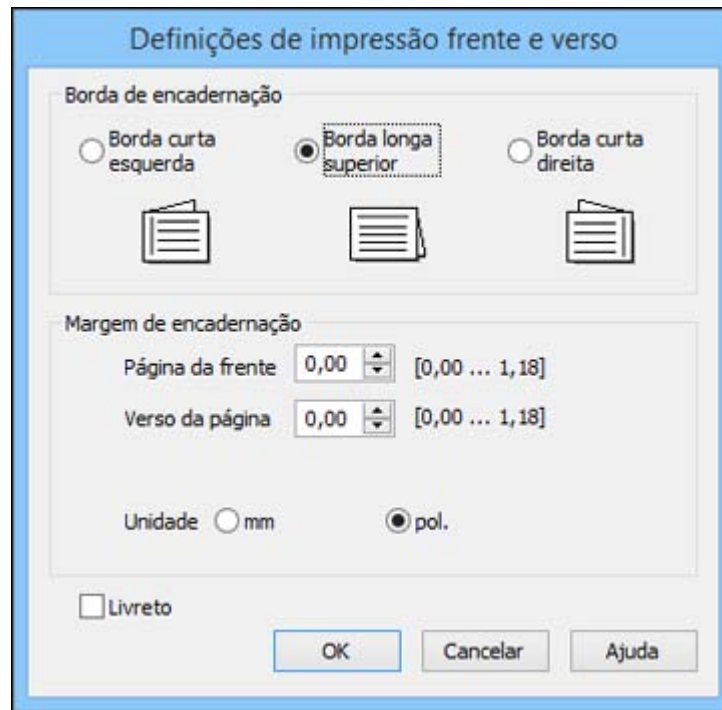 Definições de impressão frente e verso
Borda de encadernação
Borda curta esquerda
Borda longa superior
Borda curta direita
Margem de encadernação
Página da frente 0,00 [0,00 ... 1,18]
Verso da página 0,00 [0,00 ... 1,18]
Unidade mm pol.
Livreto
OK Cancelar Ajuda